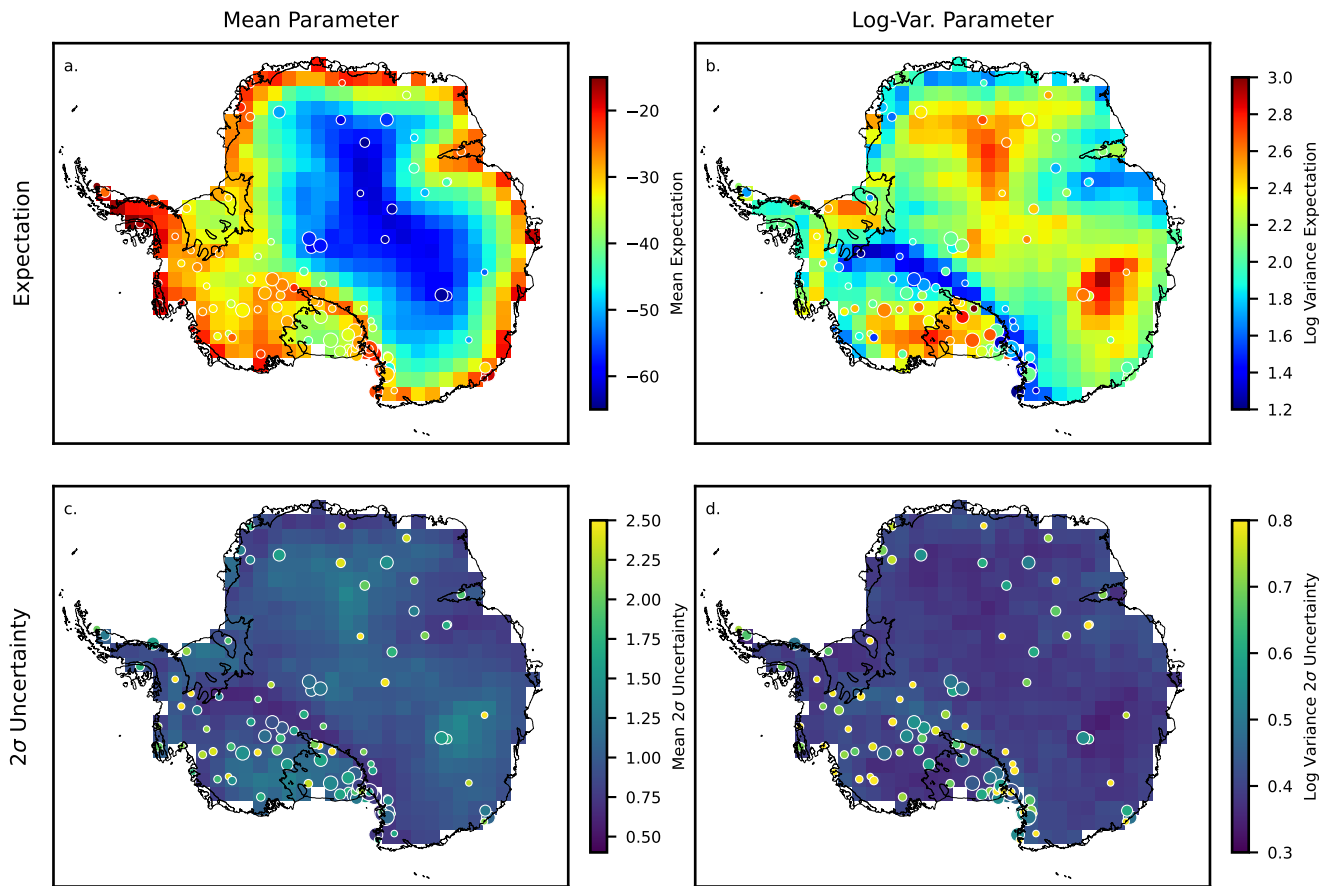 Mean Parameter
Log-Var. Parameter
Expectation
a.
−20
−30
−40
−50
−60
Mean Expectation
b.
3.0
2.8
2.6
2.4
2.2
2.0
1.8
1.6
1.4
1.2
Log Variance Expectation
2σ Uncertainty
c.
2.50
2.25
2.00
1.75
1.50
1.25
1.00
0.75
0.50
Mean 2σ Uncertainty
d.
0.8
0.7
0.6
0.5
0.4
0.3
Log Variance 2σ Uncertainty